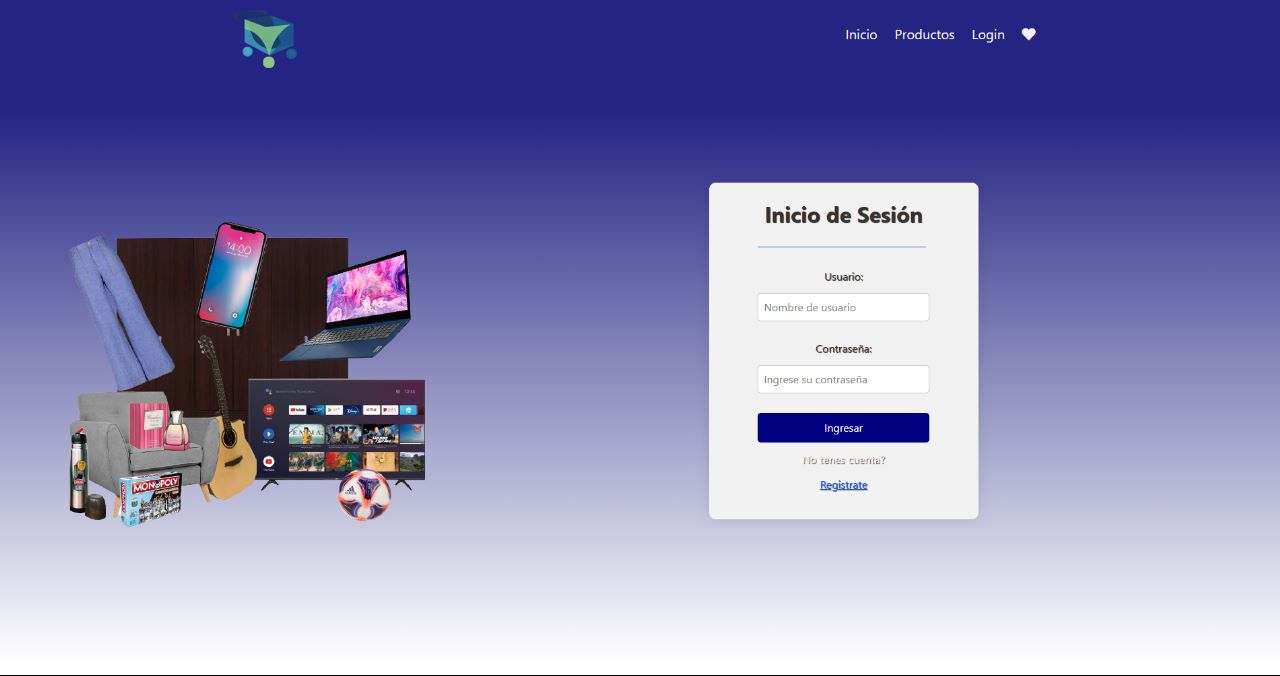 Inicio Productos Login
Inicio de Sesión
Usuario:
Nombre de usuario
Contraseña:
Ingrese su contraseña
Ingresar
No tenes cuenta?
Registrate
14:00
MONOPOLY